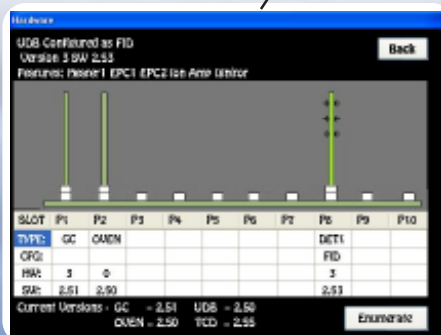 Hardware
UDB Configured as FID
Version 3 SW 2.53
Back
Features: Heater1 EPC1 EPC2 Ion Amp Ignitor
SLOT P1 P2 P3 P4 P5 P6 P7 P8 P9 P10
TYPE: GC OVEN DET1
CFG: FID
HW: 3 0 3
SW: 2.51 2.50 2.53
Current Versions - GC - 2.51 UDB - 2.50
OVEN - 2.50 TCD - 2.55
Enumerate